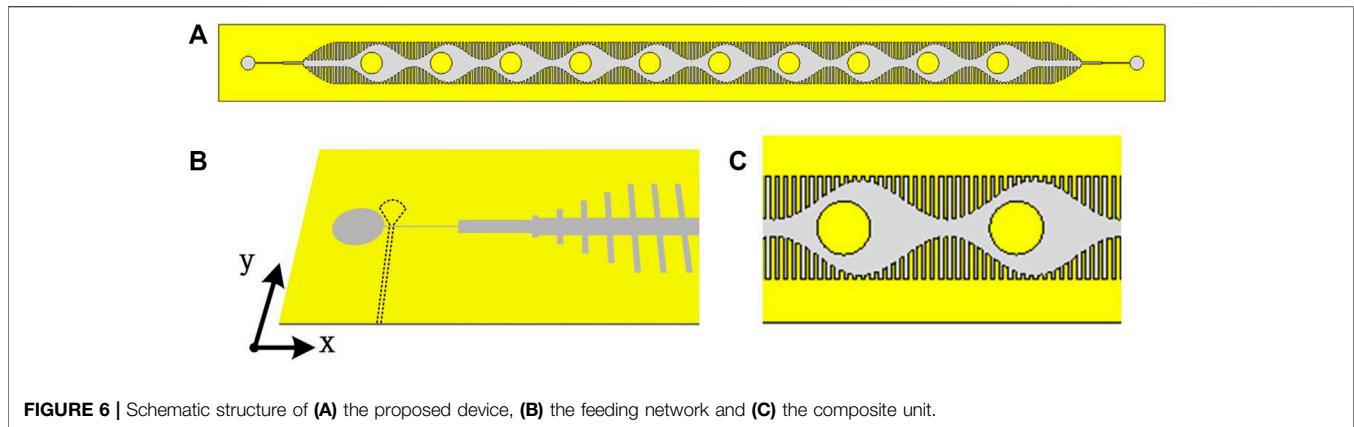 A
B
C
y
x
FIGURE 6 | Schematic structure of (A) the proposed device, (B) the feeding network and (C) the composite unit.